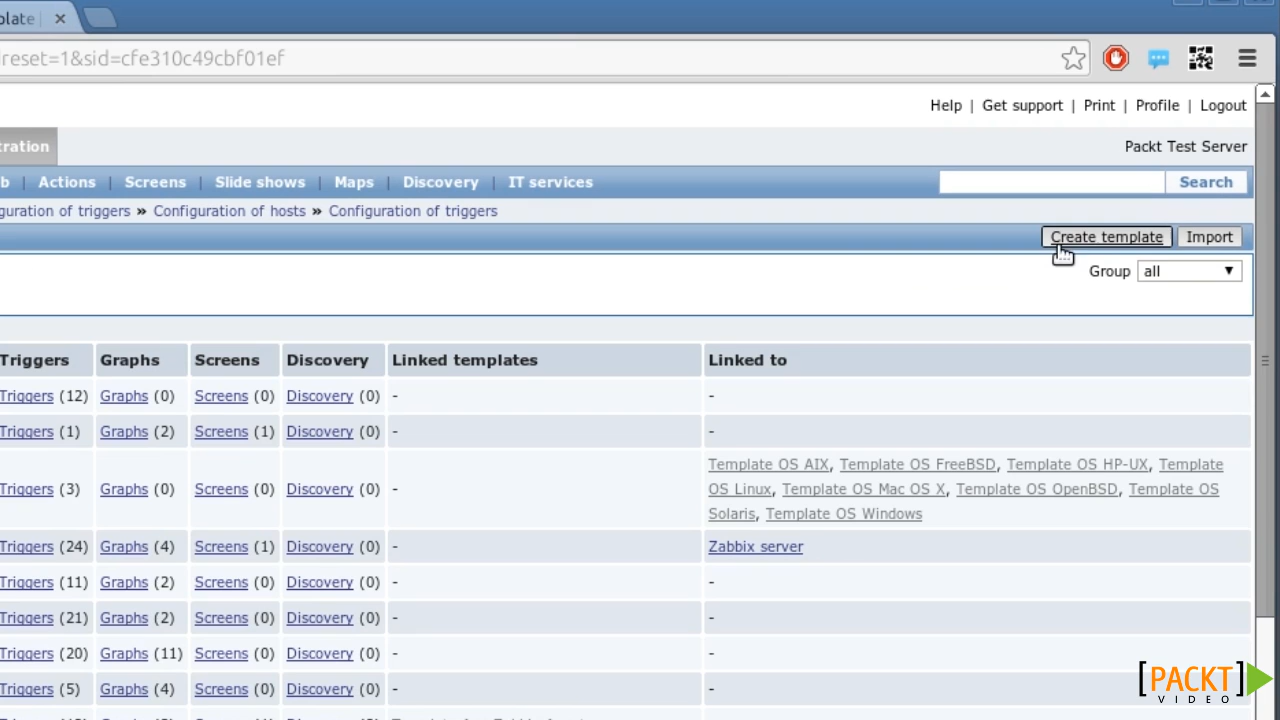 plate
reset=1&sid=cfe310c49cbf01ef
Help | Get support | Print | Profile | Logout
ration
Packt Test Server
b | Actions | Screens | Slide shows | Maps | Discovery | IT services
Search
guration of triggers » Configuration of hosts » Configuration of triggers
Create template
Import
Group all
Triggers Graphs Screens Discovery Linked templates Linked to
Triggers (12) Graphs (0) Screens (0) Discovery (0) - -
Triggers (1) Graphs (2) Screens (1) Discovery (0) - -
Triggers (3) Graphs (0) Screens (0) Discovery (0) -
Template OS AIX, Template OS FreeBSD, Template OS HP-UX, Template
OS Linux, Template OS Mac OS X, Template OS OpenBSD, Template OS
Solaris, Template OS Windows
Triggers (24) Graphs (4) Screens (1) Discovery (0) - Zabbix server
Triggers (11) Graphs (2) Screens (0) Discovery (0) - -
Triggers (21) Graphs (2) Screens (0) Discovery (0) - -
Triggers (20) Graphs (11) Screens (0) Discovery (0) - -
Triggers (5) Graphs (4) Screens (0) Discovery (0) - -
[PACKT]
VIDEO